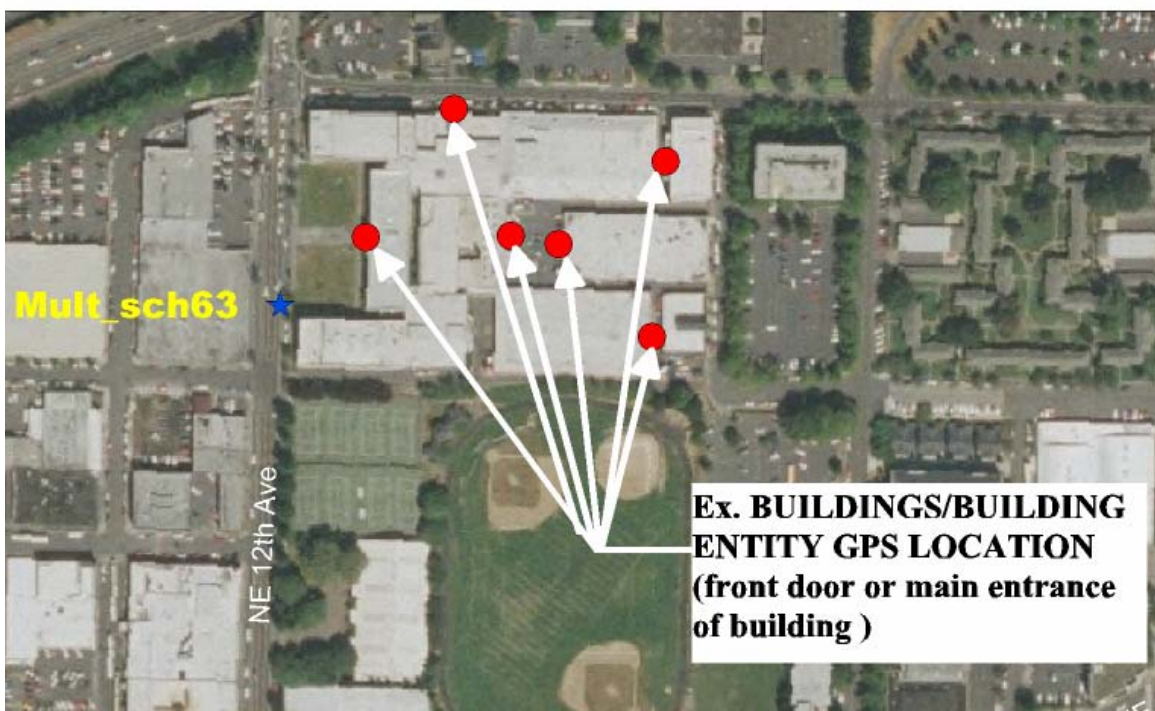 Mult_sch63
NE 12th Ave
Ex. BUILDINGS/BUILDING
ENTITY GPS LOCATION
(front door or main entrance
of building )